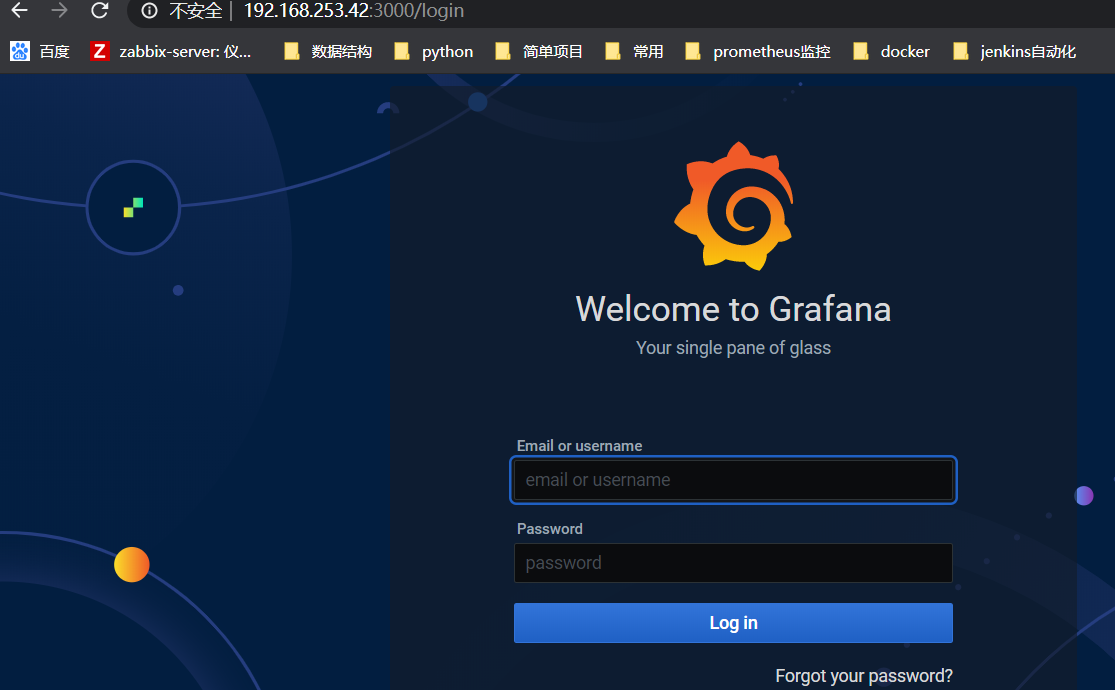 不安全 | 192.168.253.42:3000/login
百度 zabbix-server: 仪... 数据结构 python 简单项目 常用 prometheus监控 docker jenkins自动化
Welcome to Grafana
Your single pane of glass
Email or username
email or username
Password
password
Log in
Forgot your password?